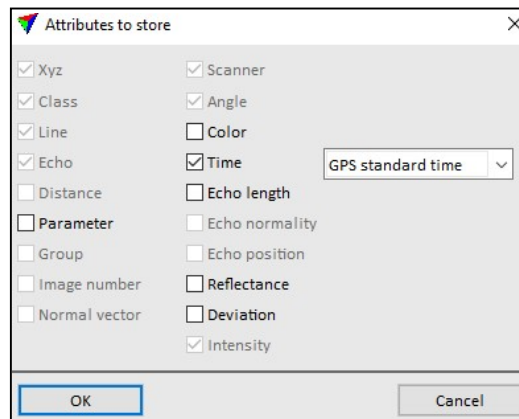 Attributes to store
Xyz
Scanner
Class
Angle
Line
Color
Echo
Time
GPS standard time
Distance
Echo length
Parameter
Echo normality
Group
Echo position
Image number
Reflectance
Normal vector
Deviation
Intensity
OK
Cancel